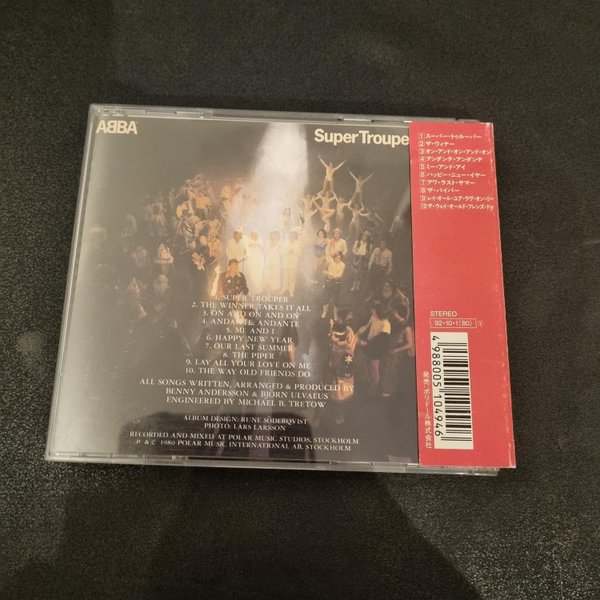 ABBA
Super Troupe
1. SUPER TROUPER
2. THE WINNER TAKES IT ALL
3. ON AND ON AND ON
4. ANDANTE, ANDANTE
5. ME AND I
6. HAPPY NEW YEAR
7. OUR LAST SUMMER
8. THE PIPER
9. LAY ALL YOUR LOVE ON ME
10. THE WAY OLD FRIENDS DO
ALL SONGS WRITTEN, ARRANGED & PRODUCED BY
BENNY ANDERSSON & BJÖRN ULVAEUS
ENGINEERED BY MICHAEL B. TRETOW
ALBUM DESIGN: RUNE SÖDERQVIST
PHOTO: LARS LARSSON
RECORDED AND MIXED AT POLAR MUSIC STUDIOS, STOCKHOLM
℗ & © 1980 POLAR MUSIC INTERNATIONAL AB, STOCKHOLM
1 スーパー・トゥルーパー
2 ザ・ウィナー
3 オン・アンド・オン・アンド・オン
4 アンダンテ・アンダンテ
5 ミー・アンド・アイ
6 ハッピー・ニュー・イヤー
7 アワ・ラスト・サマー
8 ザ・パイパー
9 レイ・オール・ユア・ラヴ・オン・ミー
10 ザ・ウェイ・オールド・フレンズ・ドゥ
STEREO
92・10・1(80) Ⓨ
4988005104946
発売:ポリドール株式会社